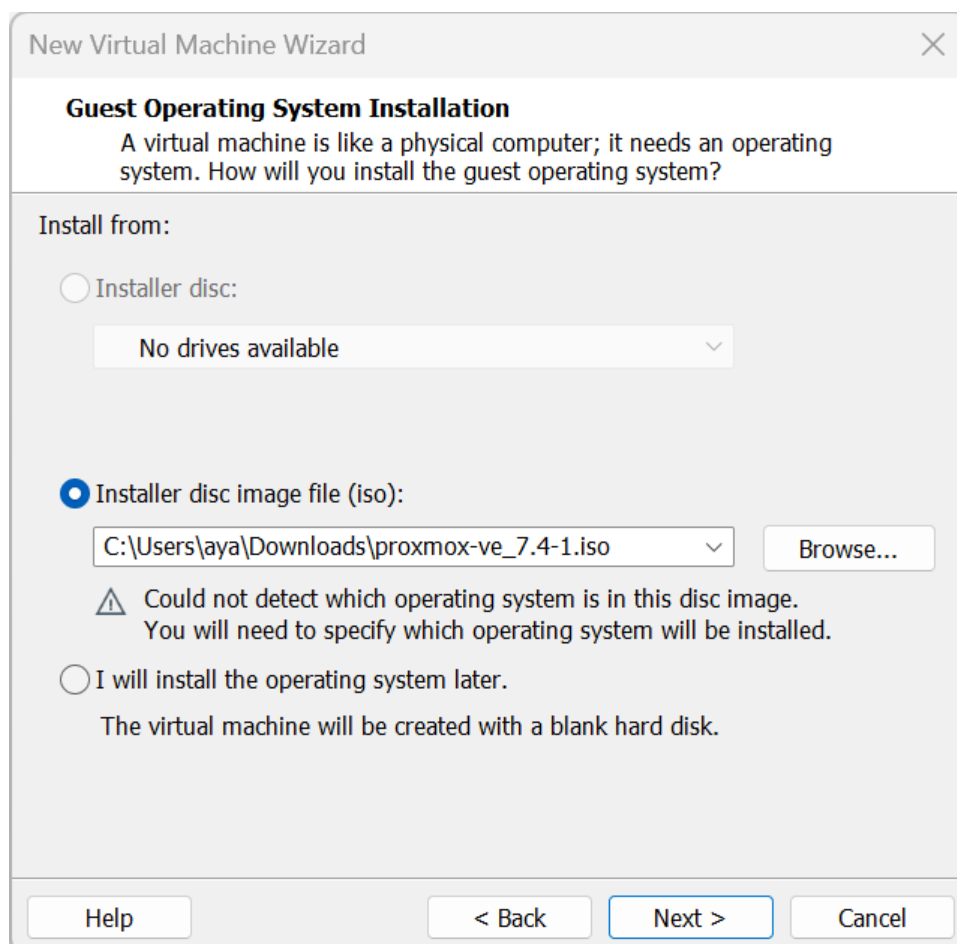 New Virtual Machine Wizard
Guest Operating System Installation
A virtual machine is like a physical computer; it needs an operating
system. How will you install the guest operating system?
Install from:
Installer disc:
No drives available
Installer disc image file (iso):
C:\Users\aya\Downloads\proxmox-ve_7.4-1.iso
Browse...
Could not detect which operating system is in this disc image.
You will need to specify which operating system will be installed.
I will install the operating system later.
The virtual machine will be created with a blank hard disk.
Help
< Back
Next >
Cancel